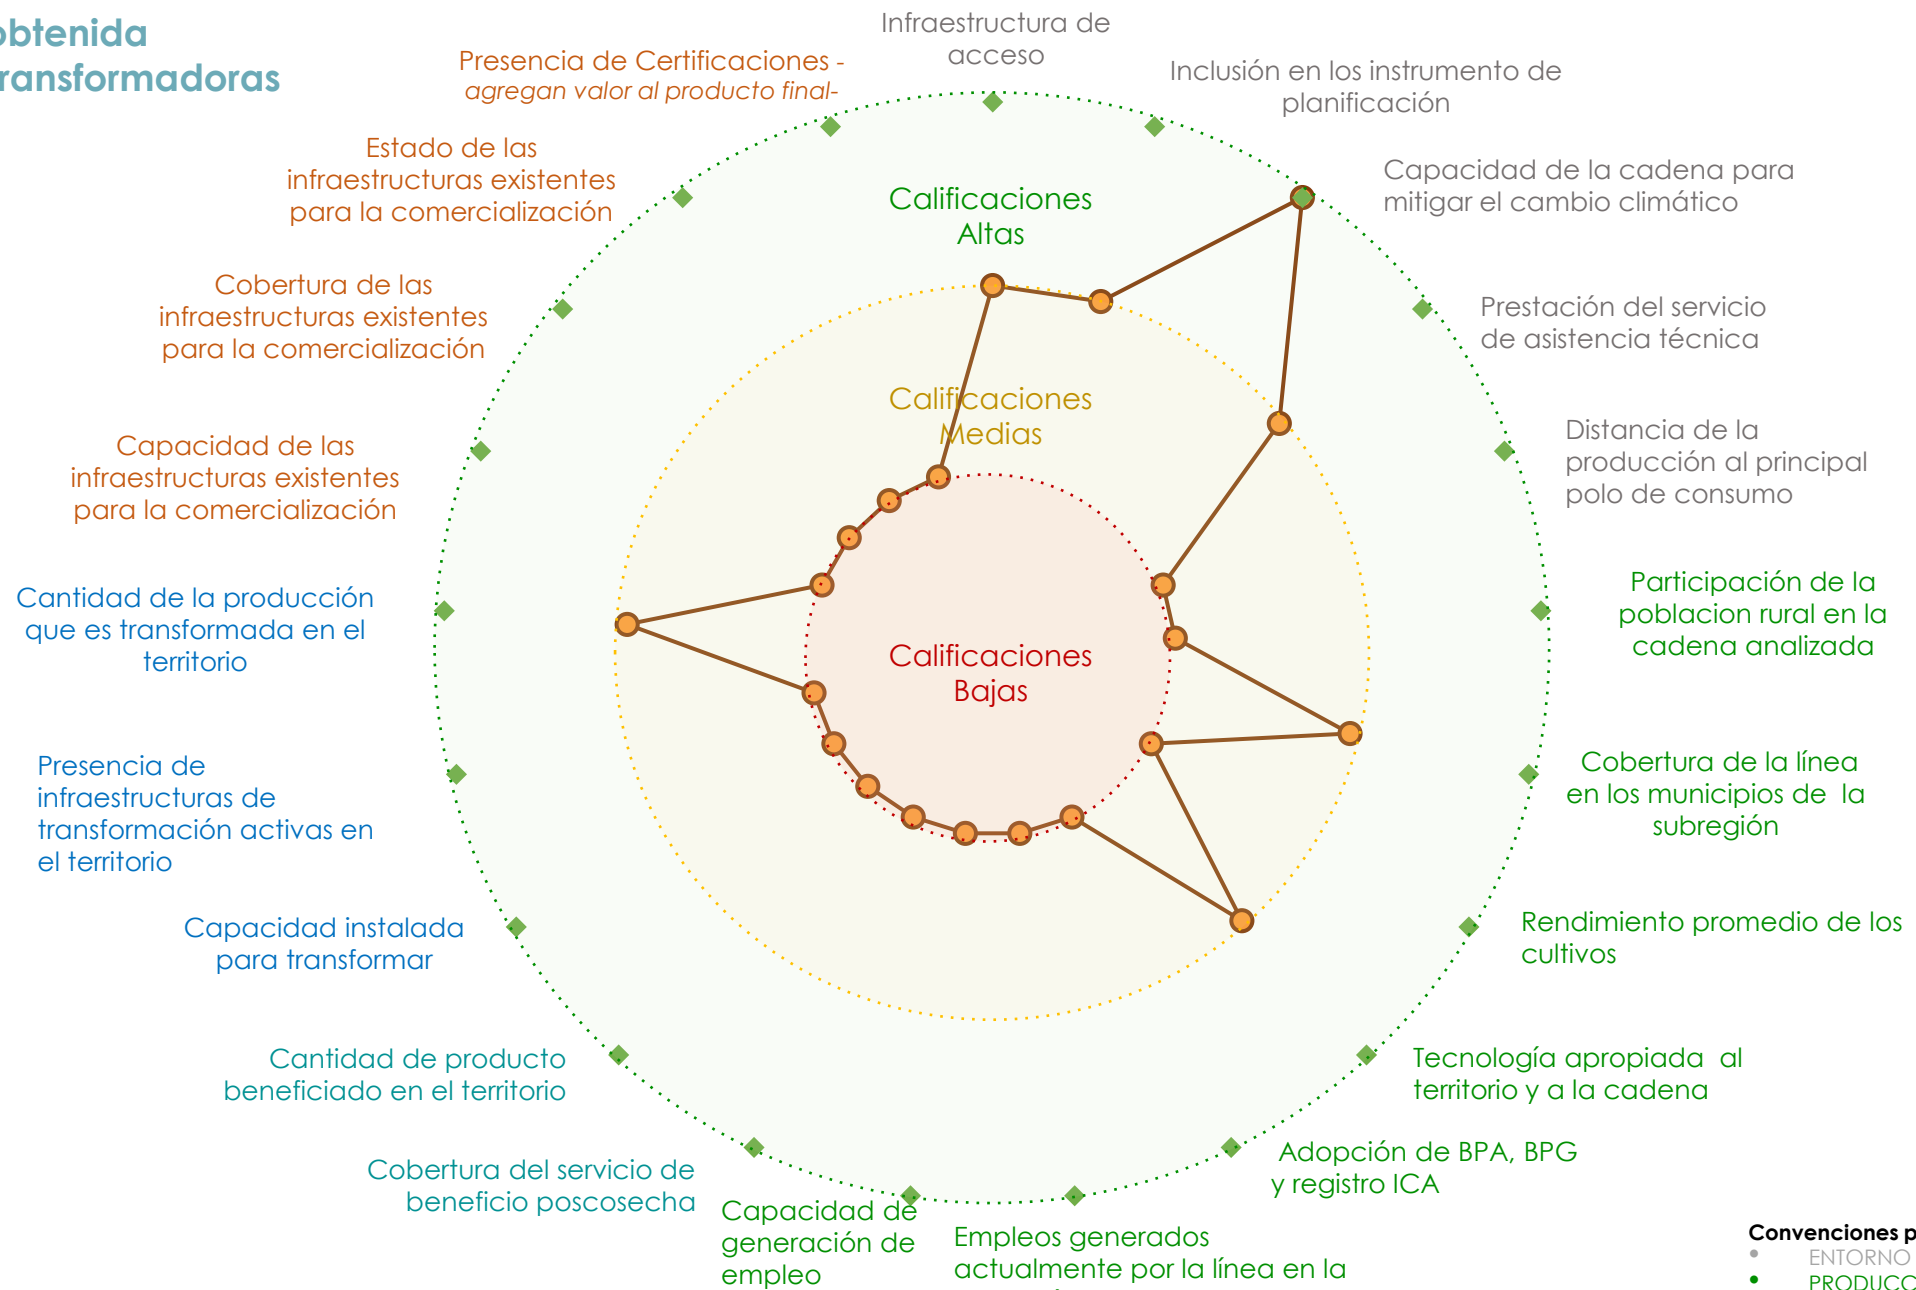 obtenida
transformadoras
Infraestructura de
acceso
Inclusión en los instrumento de
planificación
Capacidad de la cadena para
mitigar el cambio climático
Prestación del servicio
de asistencia técnica
Distancia de la
producción al principal
polo de consumo
Participación de la
poblacion rural en la
cadena analizada
Cobertura de la línea
en los municipios de la
subregión
Rendimiento promedio de los
cultivos
Tecnología apropiada al
territorio y a la cadena
Adopción de BPA, BPG
y registro ICA
Empleos generados
actualmente por la línea en la
Capacidad de
generación de
empleo
Cobertura del servicio de
beneficio poscosecha
Cantidad de producto
beneficiado en el territorio
Capacidad instalada
para transformar
Presencia de
infraestructuras de
transformación activas en
el territorio
Cantidad de la producción
que es transformada en el
territorio
Capacidad de las
infraestructuras existentes
para la comercialización
Cobertura de las
infraestructuras existentes
para la comercialización
Estado de las
infraestructuras existentes
para la comercialización
Presencia de Certificaciones -
agregan valor al producto final-
Calificaciones
Altas
Calificaciones
Medias
Calificaciones
Bajas
Convenciones p
• ENTORNO
• PRODUCC